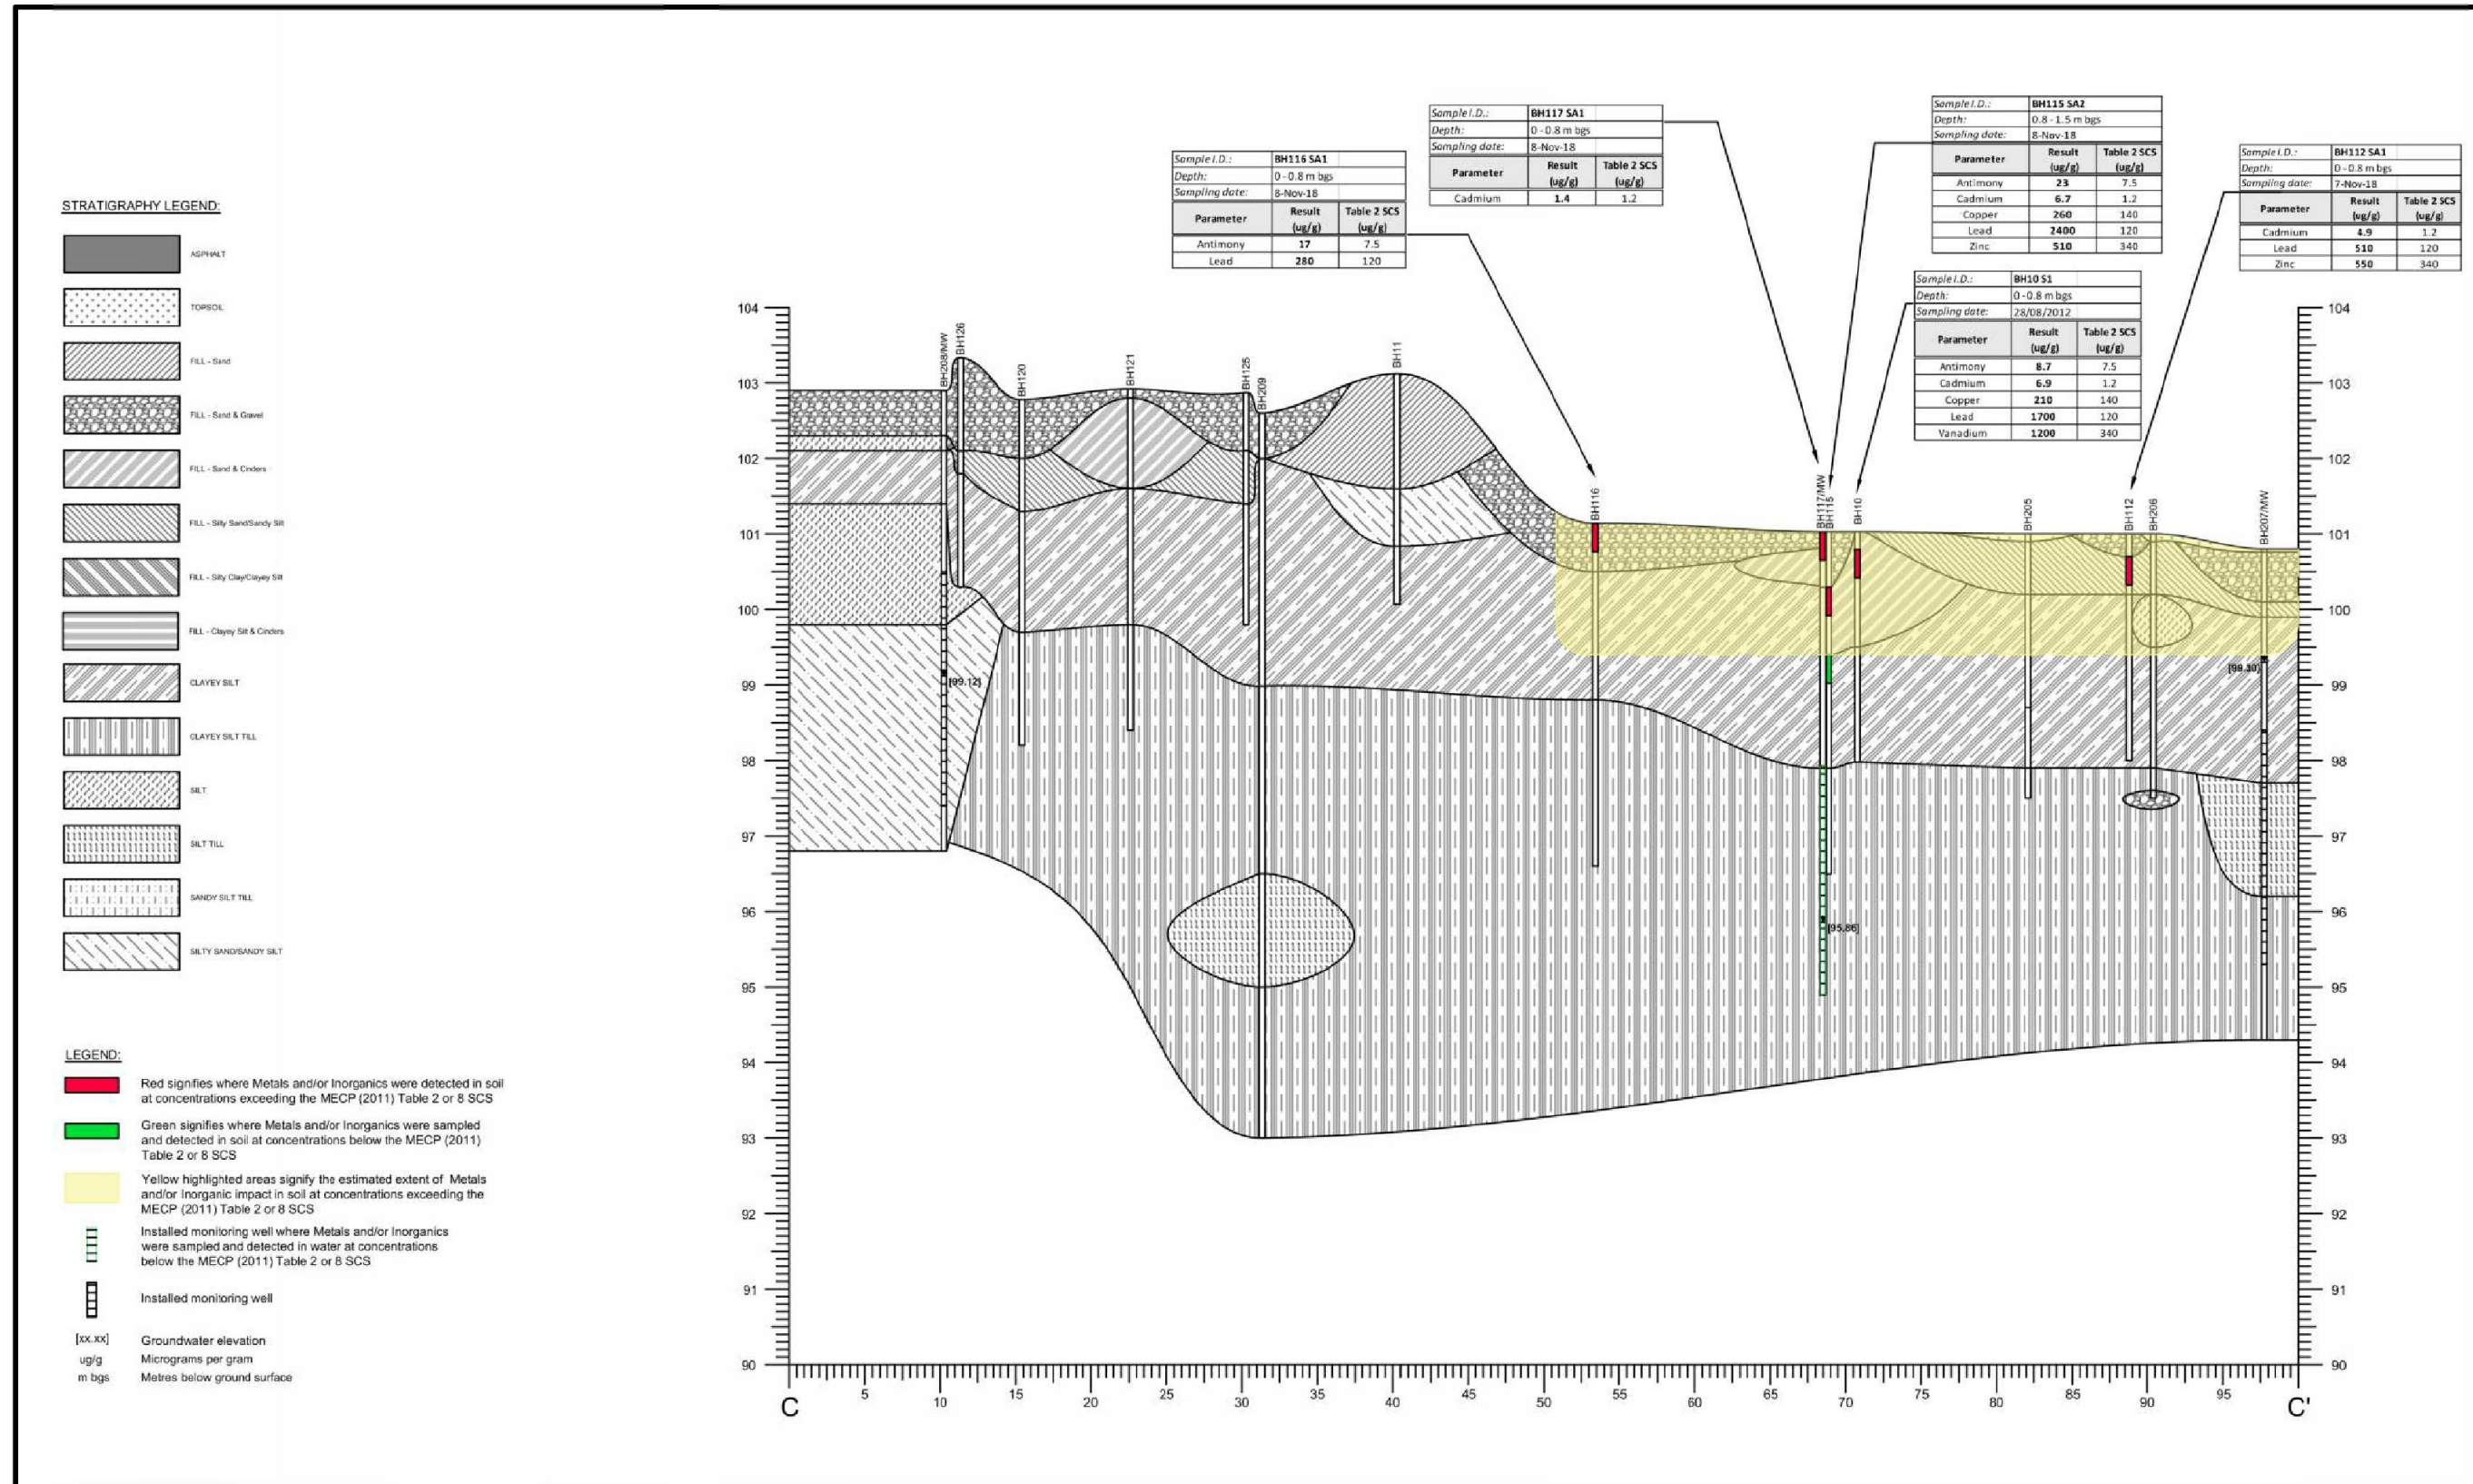 STRATIGRAPHY LEGEND:
ASPHALT
TOPSOIL
FILL - Sand
FILL - Sand & Gravel
FILL - Sand & Cinders
FILL - Silty Sand/Sandy Silt
FILL - Silty Clay/Clayey Silt
FILL - Clayey Silt & Cinders
CLAYEY SILT
CLAYEY SILT TILL
SILT
SILT TILL
SANDY SILT TILL
SILTY SAND/SANDY SILT
LEGEND:
Red signifies where Metals and/or Inorganics were detected in soil
at concentrations exceeding the MECP (2011) Table 2 or 8 SCS
Green signifies where Metals and/or Inorganics were sampled
and detected in soil at concentrations below the MECP (2011)
Table 2 or 8 SCS
Yellow highlighted areas signify the estimated extent of Metals
and/or Inorganic impact in soil at concentrations exceeding the
MECP (2011) Table 2 or 8 SCS
Installed monitoring well where Metals and/or Inorganics
were sampled and detected in water at concentrations
below the MECP (2011) Table 2 or 8 SCS
Installed monitoring well
[xx.xx] Groundwater elevation
ug/g Micrograms per gram
m bgs Metres below ground surface
Sample I.D.: BH116 SA1
Depth: 0 - 0.8 m bgs
Sampling date: 8-Nov-18
Parameter Result (ug/g) Table 2 SCS (ug/g)
Antimony 17 7.5
Lead 280 120
Sample I.D.: BH117 SA1
Depth: 0 - 0.8 m bgs
Sampling date: 8-Nov-18
Parameter Result (ug/g) Table 2 SCS (ug/g)
Cadmium 1.4 1.2
Sample I.D.: BH115 SA2
Depth: 0.8 - 1.5 m bgs
Sampling date: 8-Nov-18
Parameter Result (ug/g) Table 2 SCS (ug/g)
Antimony 23 7.5
Cadmium 6.7 1.2
Copper 260 140
Lead 2400 120
Zinc 510 340
Sample I.D.: BH10 S1
Depth: 0 - 0.8 m bgs
Sampling date: 28/08/2012
Parameter Result (ug/g) Table 2 SCS (ug/g)
Antimony 8.7 7.5
Cadmium 6.9 1.2
Copper 210 140
Lead 1700 120
Vanadium 1200 340
Sample I.D.: BH112 SA1
Depth: 0 - 0.8 m bgs
Sampling date: 7-Nov-18
Parameter Result (ug/g) Table 2 SCS (ug/g)
Cadmium 4.9 1.2
Lead 510 120
Zinc 550 340
BH208/MW
BH126
BH120
BH121
BH125
BH209
BH11
BH116
BH117/MW
BH115
BH10
BH205
BH112
BH206
BH207/MW
[99.12]
[95.86]
104 104
103 103
102 102
101 101
100 100
99 99
98 98
97 97
96 96
95 95
94 94
93 93
92 92
91 91
90 90
5 10 15 20 25 30 35 40 45 50 55 60 65 70 75 80 85 90 95
C C'